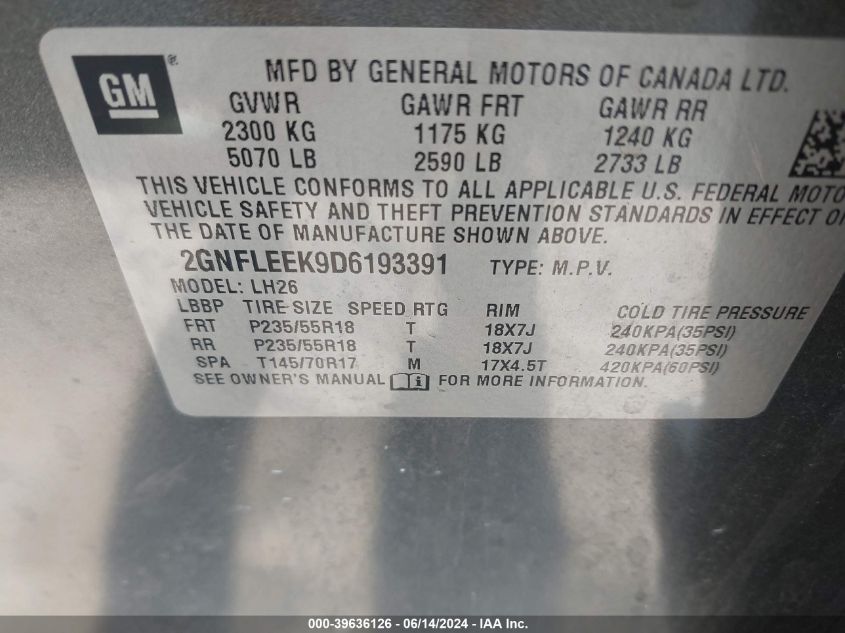 GM®
MFD BY GENERAL MOTORS OF CANADA LTD.
GVWR GAWR FRT GAWR RR
2300 KG 1175 KG 1240 KG
5070 LB 2590 LB 2733 LB
THIS VEHICLE CONFORMS TO ALL APPLICABLE U.S. FEDERAL MOTO
VEHICLE SAFETY AND THEFT PREVENTION STANDARDS IN EFFECT O
THE DATE OF MANUFACTURE SHOWN ABOVE.
2GNFLEEK9D6193391 TYPE: M.P.V.
MODEL: LH26
LBBP TIRE SIZE SPEED RTG RIM COLD TIRE PRESSURE
FRT P235/55R18 T 18X7J 240KPA(35PSI)
RR P235/55R18 T 18X7J 240KPA(35PSI)
SPA T145/70R17 M 17X4.5T 420KPA(60PSI)
SEE OWNER'S MANUAL FOR MORE INFORMATION.
000-39636126 - 06/14/2024 - IAA Inc.